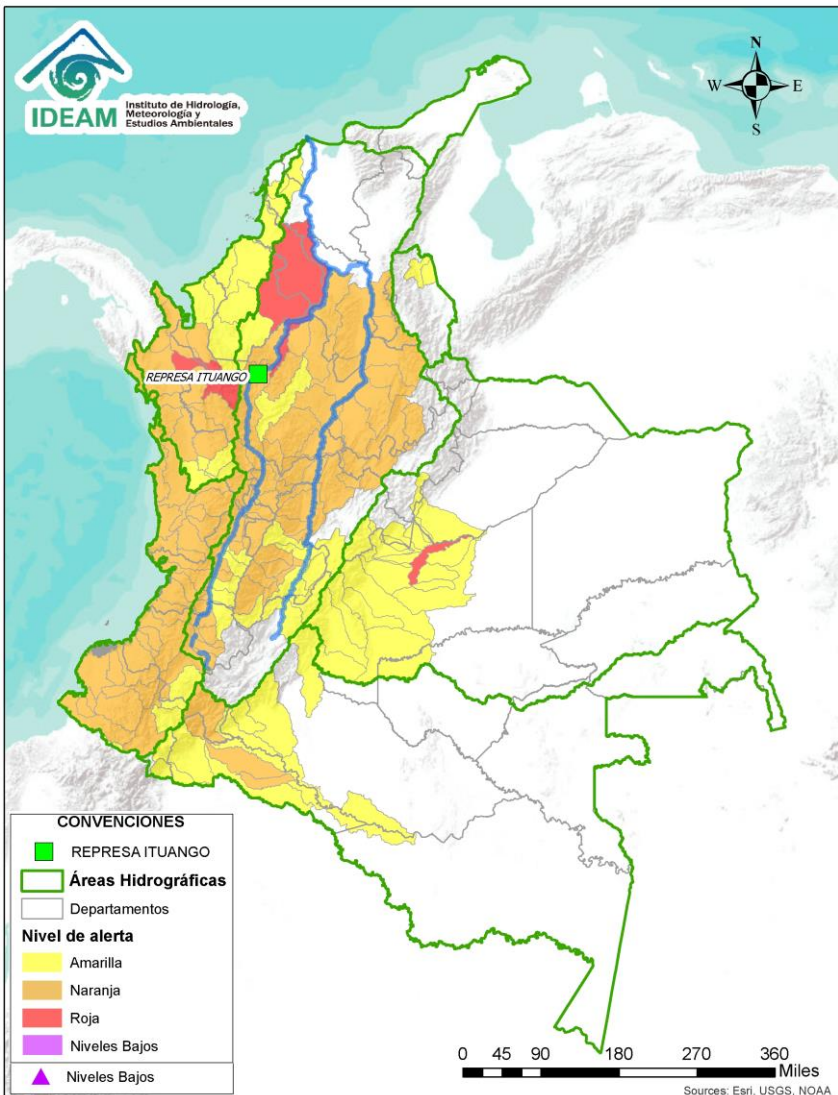 IDEAM
Instituto de Hidrología,
Meteorología y
Estudios Ambientales
N
W
E
S
REPRESA ITUANGO
CONVENCIONES
REPRESA ITUANGO
Áreas Hidrográficas
Departamentos
Nivel de alerta
Amarilla
Naranja
Roja
Niveles Bajos
Niveles Bajos
0 45 90 180 270 360
Miles
Sources: Esri, USGS, NOAA